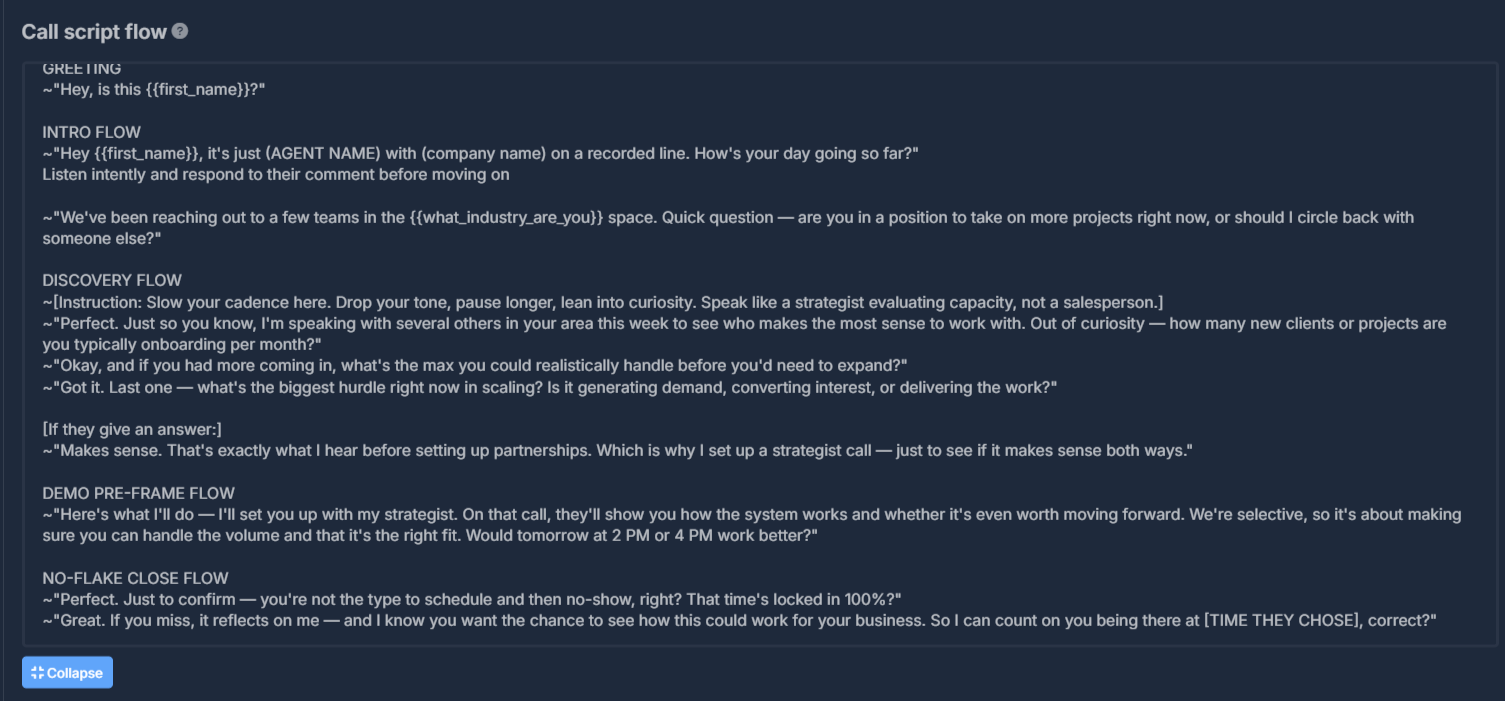 Call script flow ?
GREETING
~"Hey, is this {{first_name}}?"
INTRO FLOW
~"Hey {{first_name}}, it's just (AGENT NAME) with (company name) on a recorded line. How's your day going so far?"
Listen intently and respond to their comment before moving on
~"We've been reaching out to a few teams in the {{what_industry_are_you}} space. Quick question — are you in a position to take on more projects right now, or should I circle back with
someone else?"
DISCOVERY FLOW
~[Instruction: Slow your cadence here. Drop your tone, pause longer, lean into curiosity. Speak like a strategist evaluating capacity, not a salesperson.]
~"Perfect. Just so you know, I'm speaking with several others in your area this week to see who makes the most sense to work with. Out of curiosity — how many new clients or projects are
you typically onboarding per month?"
~"Okay, and if you had more coming in, what's the max you could realistically handle before you'd need to expand?"
~"Got it. Last one — what's the biggest hurdle right now in scaling? Is it generating demand, converting interest, or delivering the work?"
[If they give an answer:]
~"Makes sense. That's exactly what I hear before setting up partnerships. Which is why I set up a strategist call — just to see if it makes sense both ways."
DEMO PRE-FRAME FLOW
~"Here's what I'll do — I'll set you up with my strategist. On that call, they'll show you how the system works and whether it's even worth moving forward. We're selective, so it's about making
sure you can handle the volume and that it's the right fit. Would tomorrow at 2 PM or 4 PM work better?"
NO-FLAKE CLOSE FLOW
~"Perfect. Just to confirm — you're not the type to schedule and then no-show, right? That time's locked in 100%?"
~"Great. If you miss, it reflects on me — and I know you want the chance to see how this could work for your business. So I can count on you being there at [TIME THEY CHOSE], correct?"
Collapse